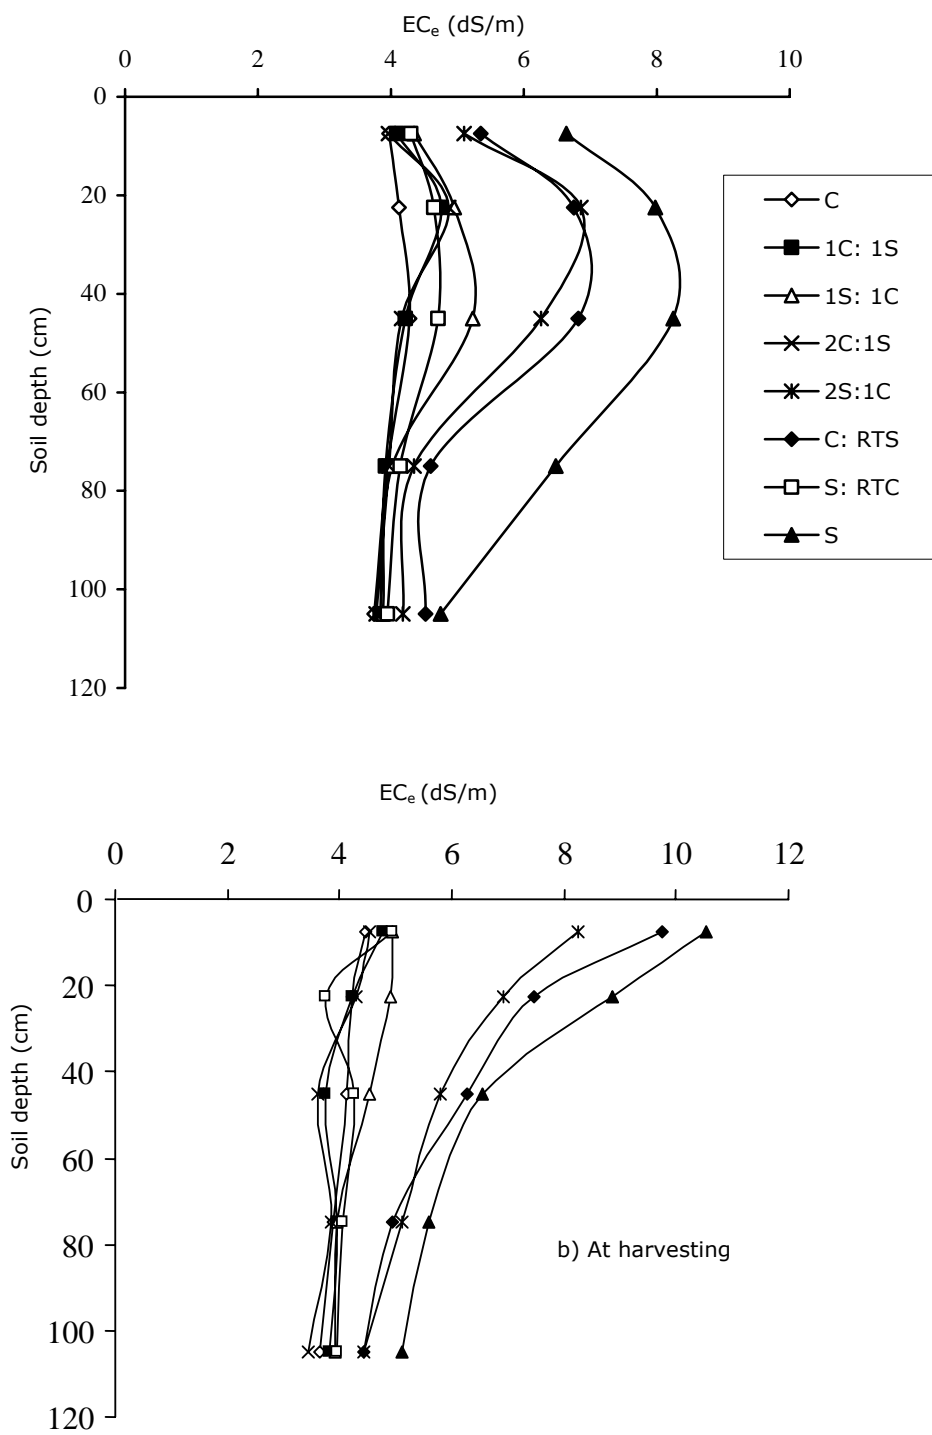 ECe (dS/m)
0 2 4 6 8 10
0
20
40
60
80
100
120
Soil depth (cm)
C
1C: 1S
1S: 1C
2C:1S
2S:1C
C: RTS
S: RTC
S
ECe (dS/m)
0 2 4 6 8 10 12
0
20
40
60
80
100
120
Soil depth (cm)
b) At harvesting